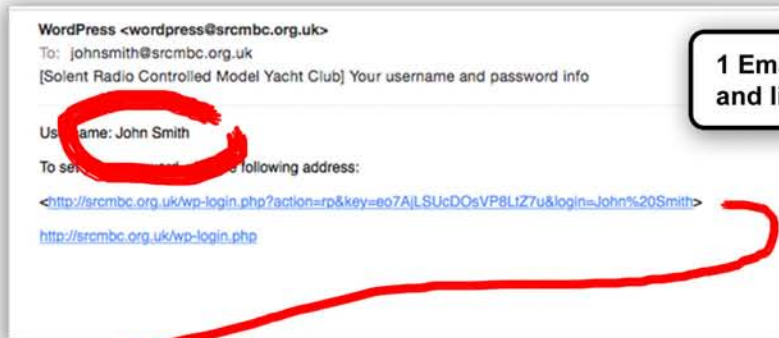 WordPress <wordpress@srcmbc.org.uk>
To: johnsmith@srcmbc.org.uk
[Solent Radio Controlled Model Yacht Club] Your username and password info
1 Em
and li
name: John Smith
To set following address:
<http://srcmbc.org.uk/wp-login.php?action=rp&key=eo7AjLSUcDOsVP8LtZ7u&login=John%20Smith>
http://srcmbc.org.uk/wp-login.php